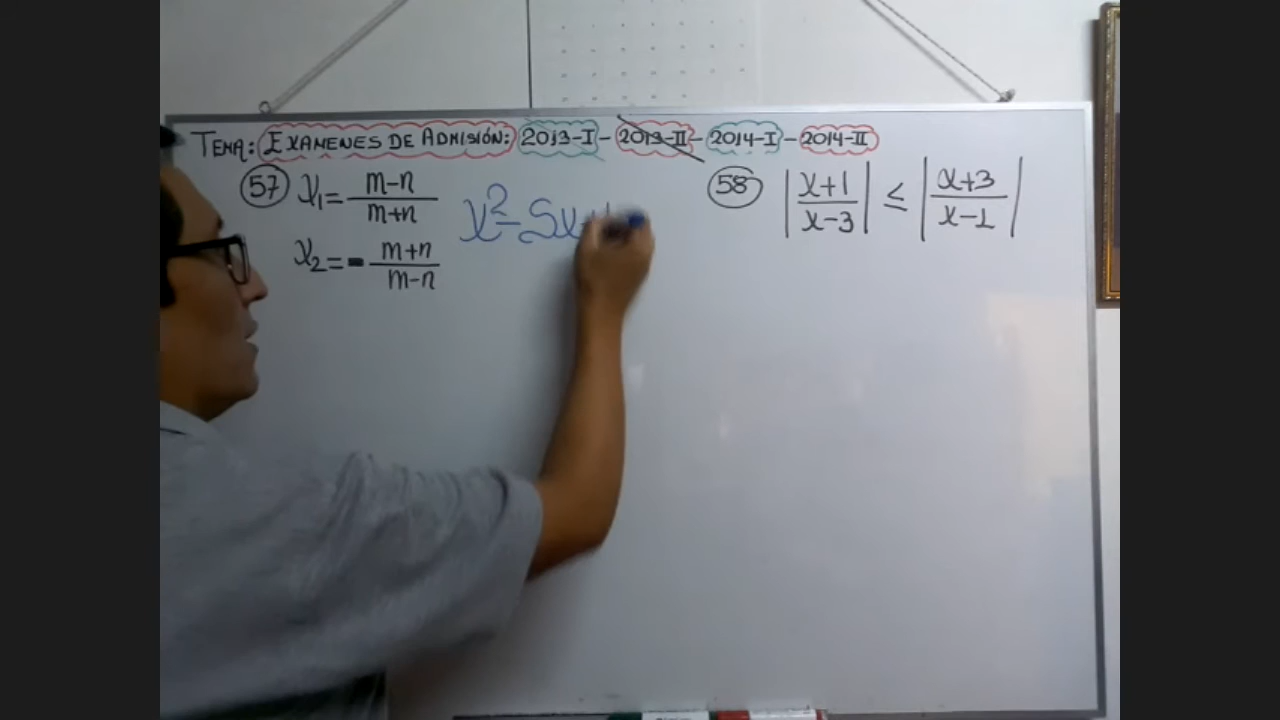 TEMA: EXAMENES DE ADMISIÓN: 2013-I - 2013-II - 2014-I - 2014-II
57 x₁ = (m-n)/(m+n)
x₂ = - (m+n)/(m-n)
x² - Sx +
58 |(x+1)/(x-3)| ≤ |(x+3)/(x-1)|